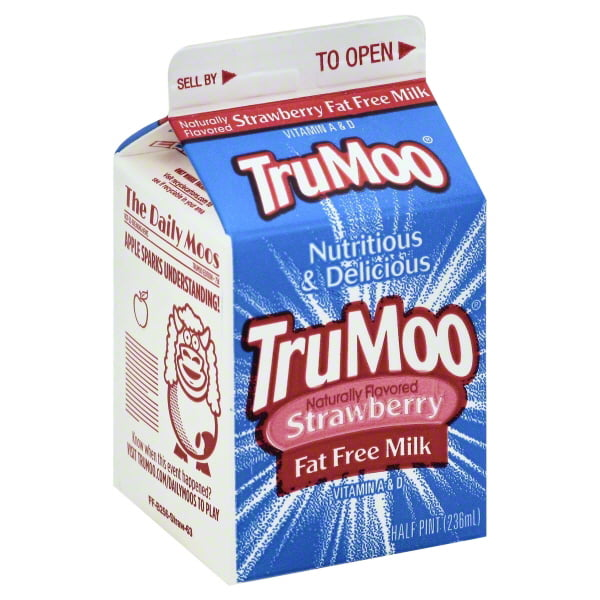 SELL BY
TO OPEN
Naturally
Flavored
Strawberry Fat Free Milk
VITAMIN A & D
TruMoo®
Nutritious
& Delicious
TruMoo®
Naturally Flavored
Strawberry
Fat Free Milk
VITAMIN A & D
HALF PINT (236mL)
The Daily Moos
APPLE SPARKS UNDERSTANDING!
Know when this event happened?
VISIT TRUMOO.COM/DAILYMOOS TO PLAY